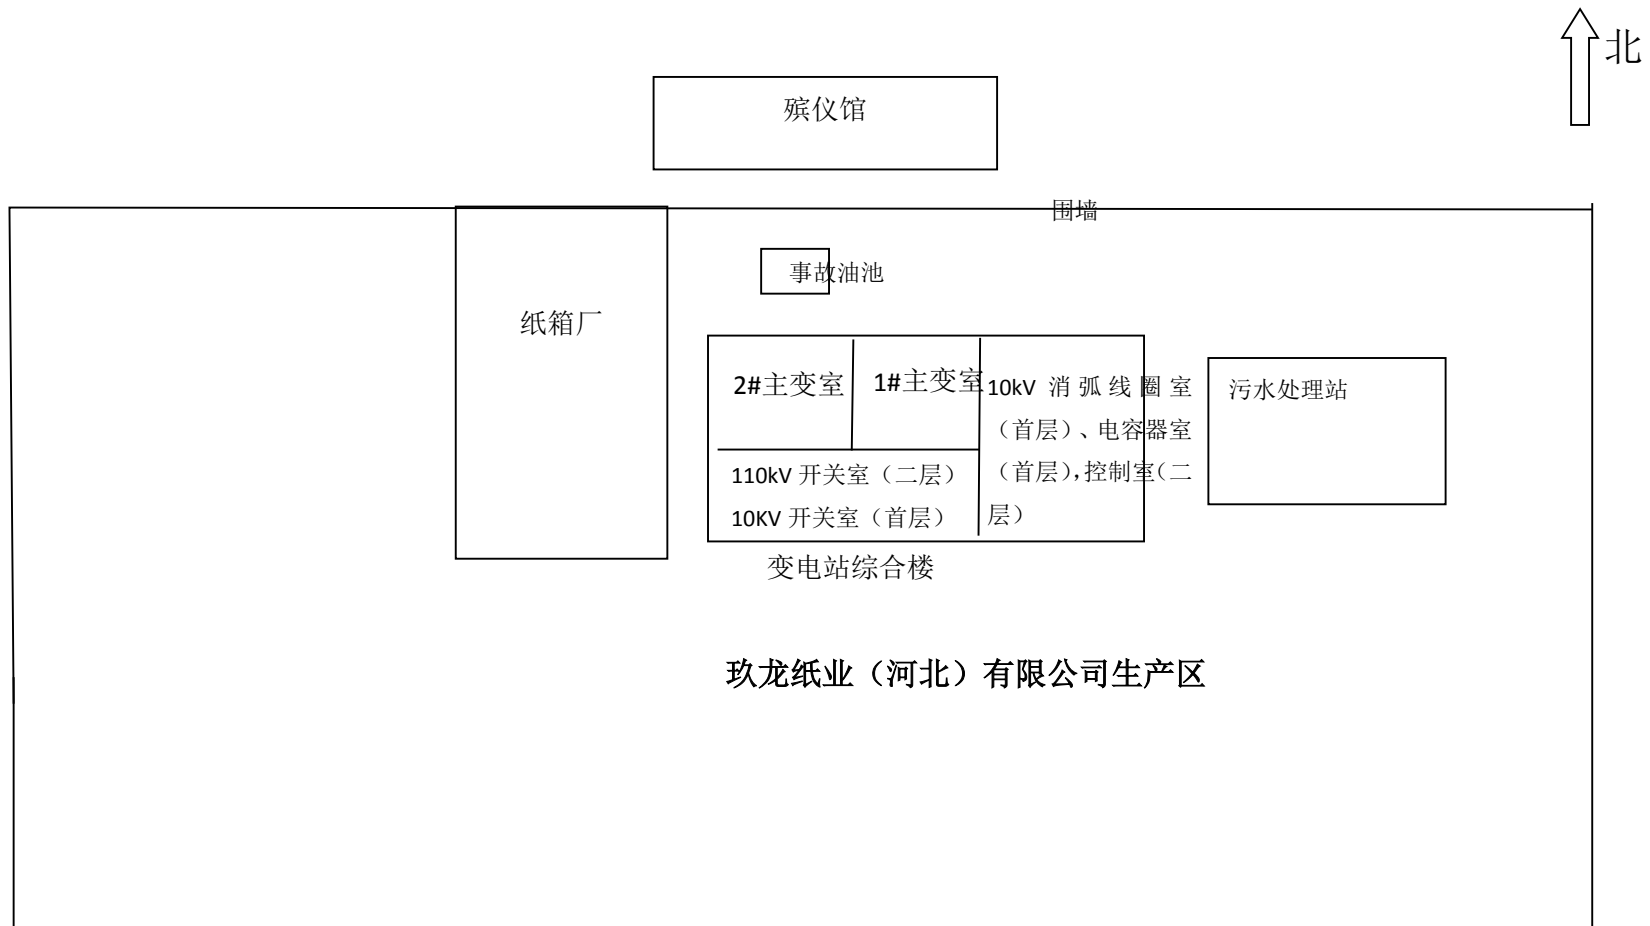 北
殡仪馆
围墙
事故油池
纸箱厂
2#主变室
1#主变室
10kV 消弧线圈室
（首层）、电容器室
（首层），控制室（二
层）
污水处理站
110kV 开关室（二层）
10KV 开关室（首层）
变电站综合楼
玖龙纸业（河北）有限公司生产区